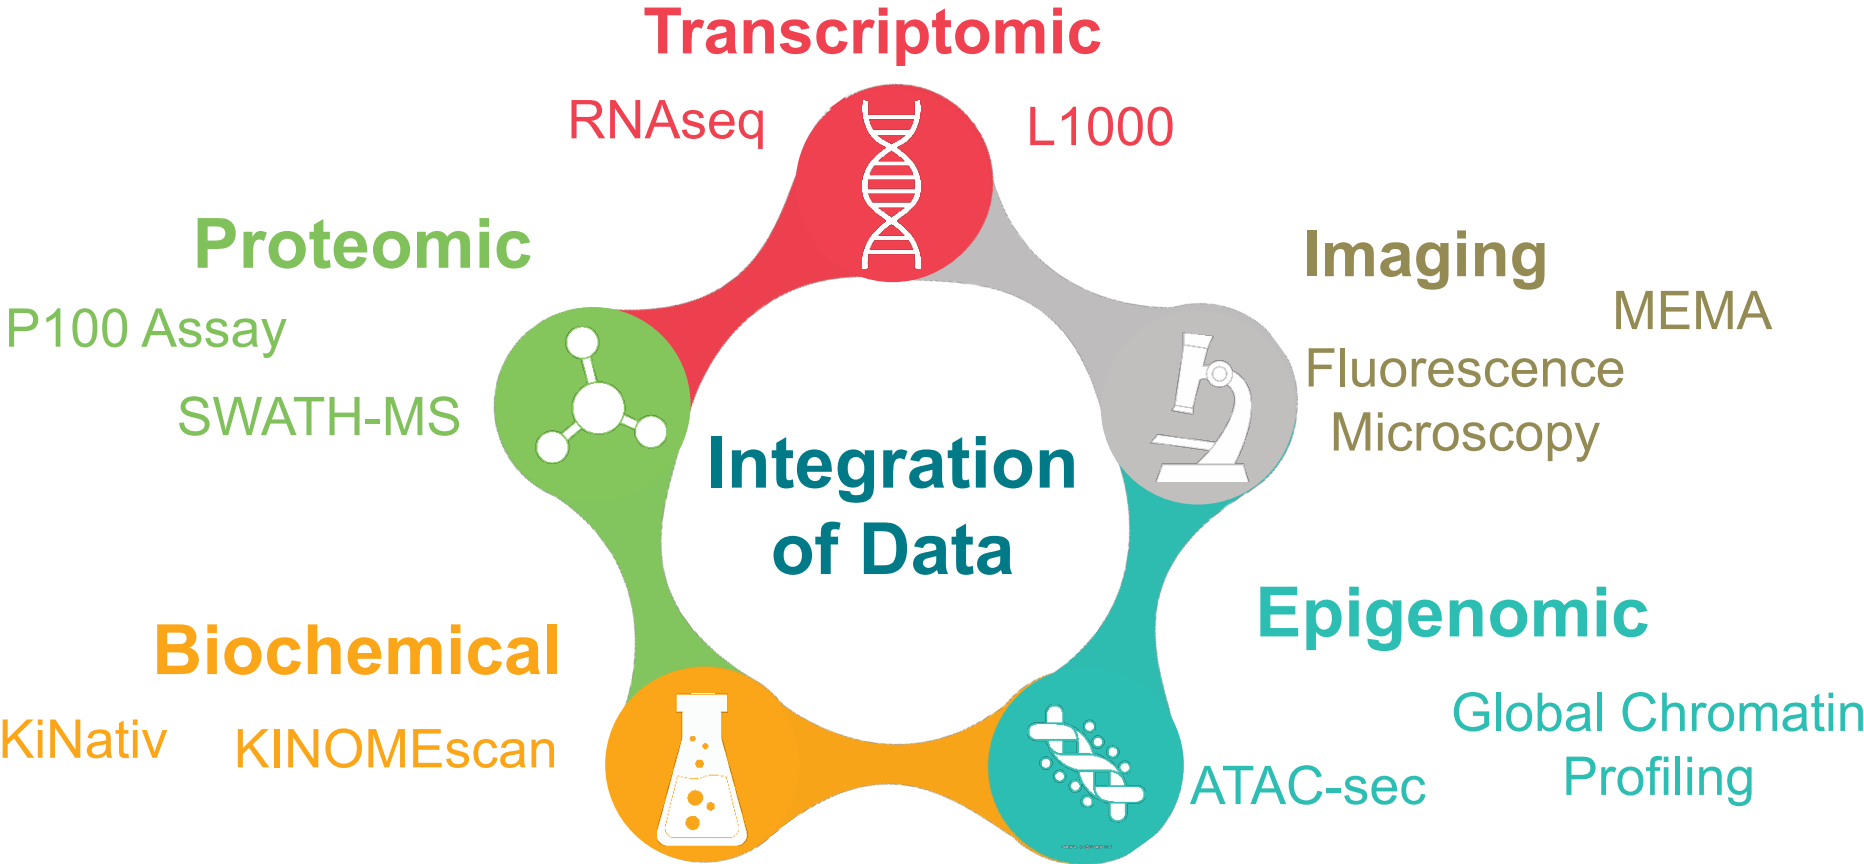 Transcriptomic
RNAseq
L1000
Proteomic
P100 Assay
SWATH-MS
Imaging
MEMA
Fluorescence
Microscopy
Integration
of Data
Biochemical
KiNativ
KINOMEscan
Epigenomic
Global Chromatin
Profiling
ATAC-sec